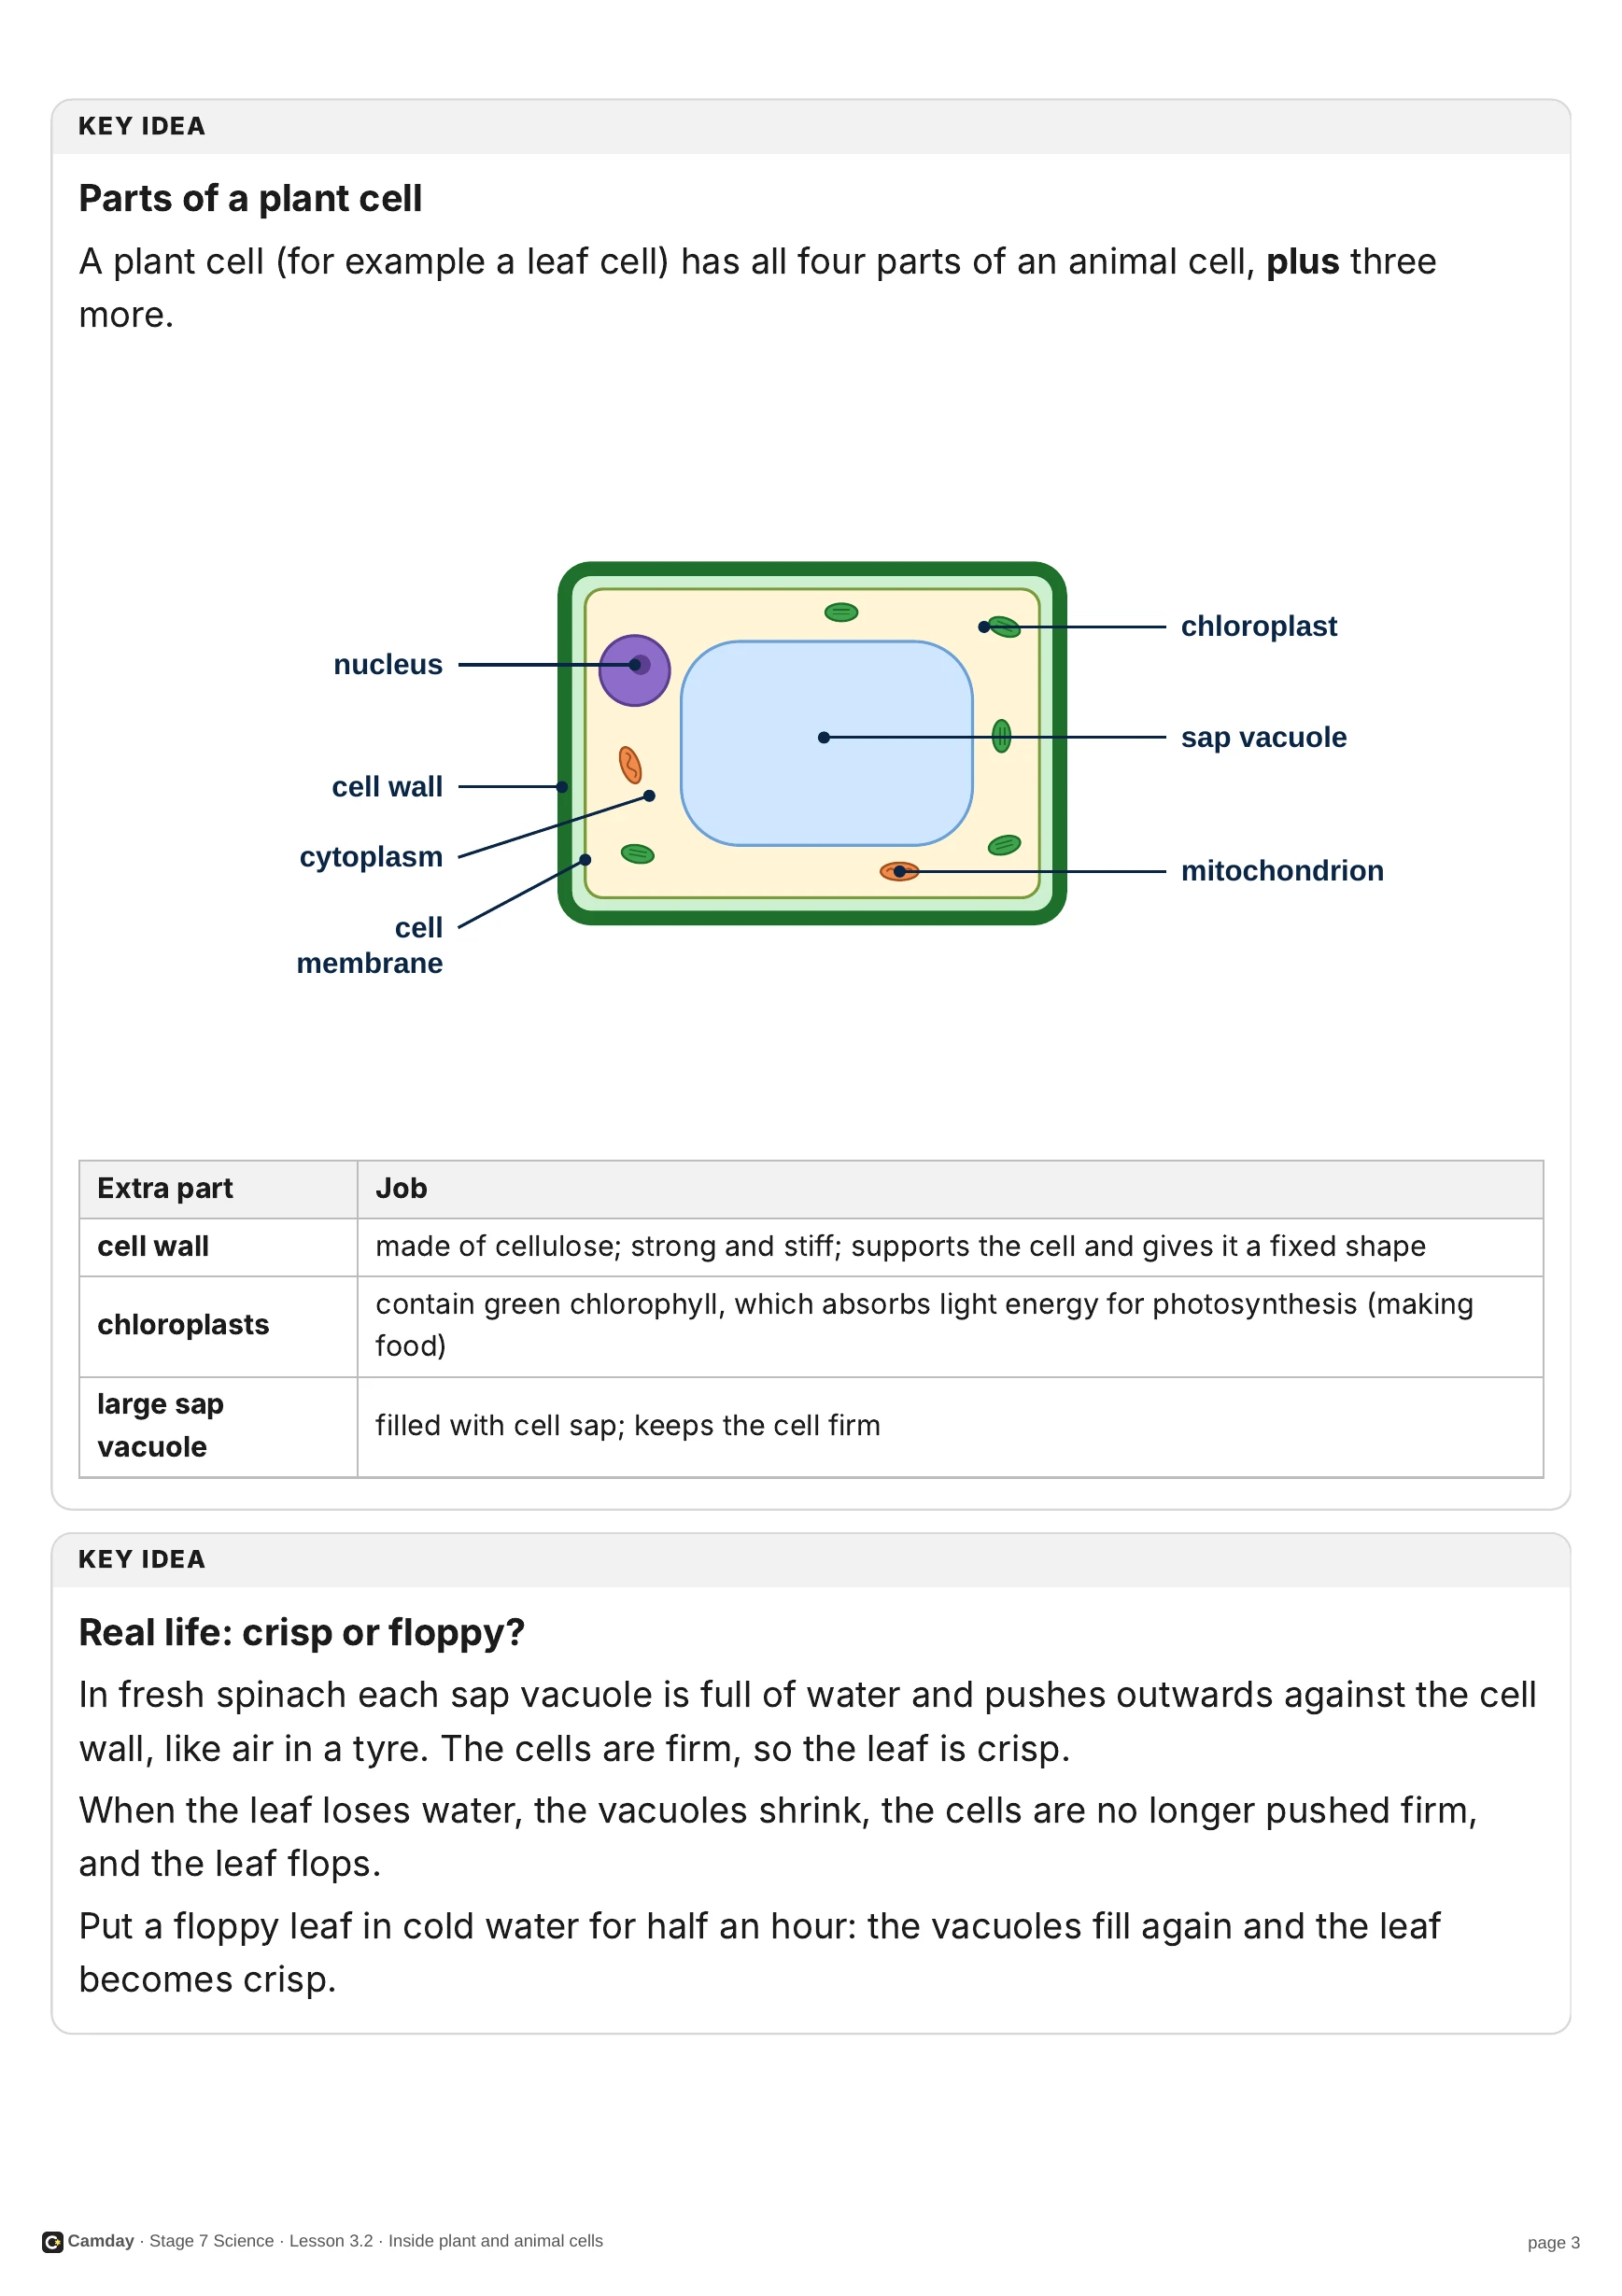 KEY IDEA
Parts of a plant cell
A plant cell (for example a leaf cell) has all four parts of an animal cell, plus three
more.
nucleus
cell wall
cytoplasm
cell
membrane
chloroplast
sap vacuole
mitochondrion
Extra part Job
cell wall made of cellulose; strong and stiff; supports the cell and gives it a fixed shape
chloroplasts contain green chlorophyll, which absorbs light energy for photosynthesis (making
food)
large sap
vacuole
filled with cell sap; keeps the cell firm
KEY IDEA
Real life: crisp or floppy?
In fresh spinach each sap vacuole is full of water and pushes outwards against the cell
wall, like air in a tyre. The cells are firm, so the leaf is crisp.
When the leaf loses water, the vacuoles shrink, the cells are no longer pushed firm,
and the leaf flops.
Put a floppy leaf in cold water for half an hour: the vacuoles fill again and the leaf
becomes crisp.
Camday · Stage 7 Science · Lesson 3.2 · Inside plant and animal cells page 3